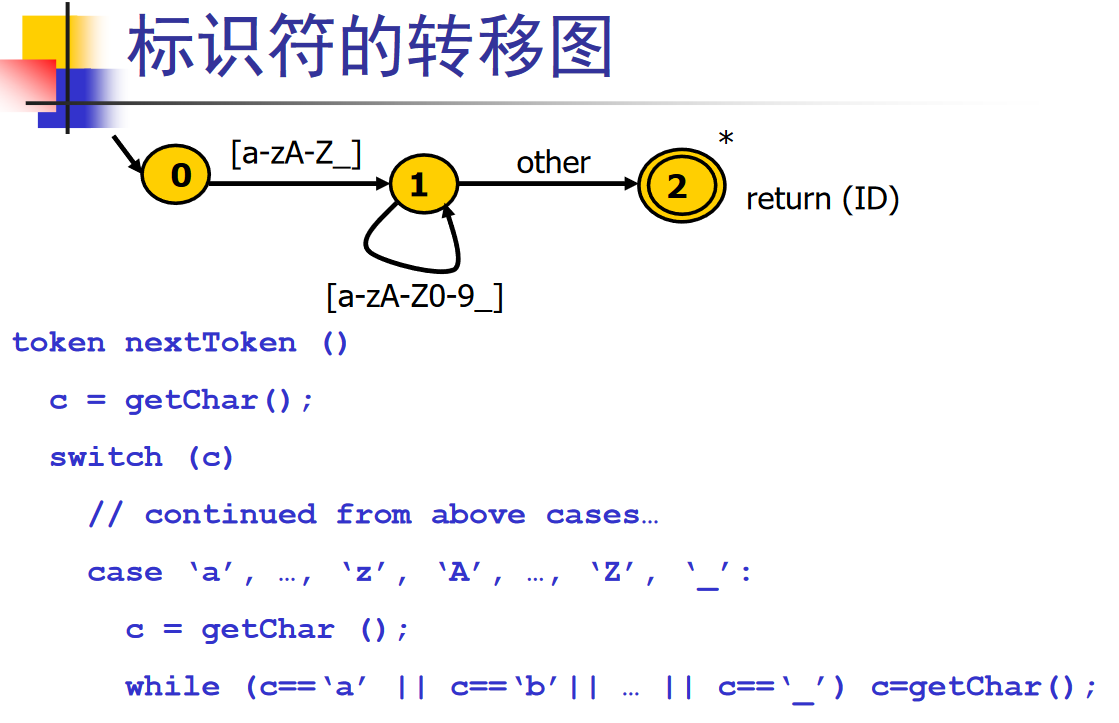 标识符的转移图
[a-zA-Z_]
other
*
0
1
2
return (ID)
[a-zA-Z0-9_]
token nextToken ()
c = getChar();
switch (c)
// continued from above cases…
case ‘a’, …, ‘z’, ‘A’, …, ‘Z’, ‘_’:
c = getChar ();
while (c==‘a’ || c==‘b’|| … || c==‘_’) c=getChar();